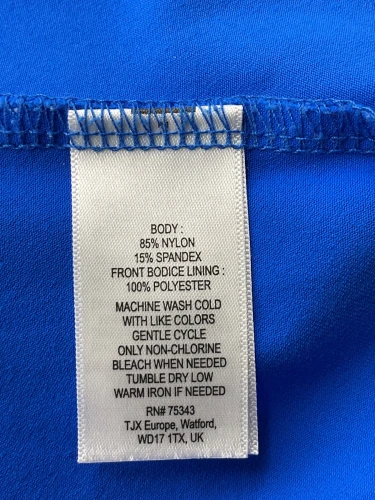 BODY :
85% NYLON
15% SPANDEX
FRONT BODICE LINING :
100% POLYESTER
MACHINE WASH COLD
WITH LIKE COLORS
GENTLE CYCLE
ONLY NON-CHLORINE
BLEACH WHEN NEEDED
TUMBLE DRY LOW
WARM IRON IF NEEDED
RN# 75343
TJX Europe, Watford,
WD17 1TX, UK